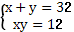 x + y = 32
xy = 12